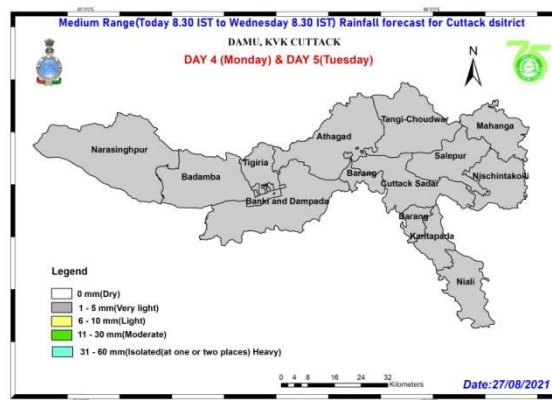 Medium Range(Today 8.30 IST to Wednesday 8.30 IST) Rainfall forecast for Cuttack dsitrict
DAMU, KVK CUTTACK
DAY 4 (Monday) & DAY 5(Tuesday)
N
75
Tangi-Choudwar
Mahanga
Athagad
Narasinghpur
Salepur
Tigiria
Badamba
Barang
Nischintakoili
Cuttack Sadar
Banki and Dampada
Barang
Kantapada
Niali
Legend
0 mm(Dry)
1 - 5 mm(Very light)
6 - 10 mm(Light)
11 - 30 mm(Moderate)
31 - 60 mm(Isolated(at one or two places) Heavy)
0 4 8 16 24 32
Kilometers
Date:27/08/2021